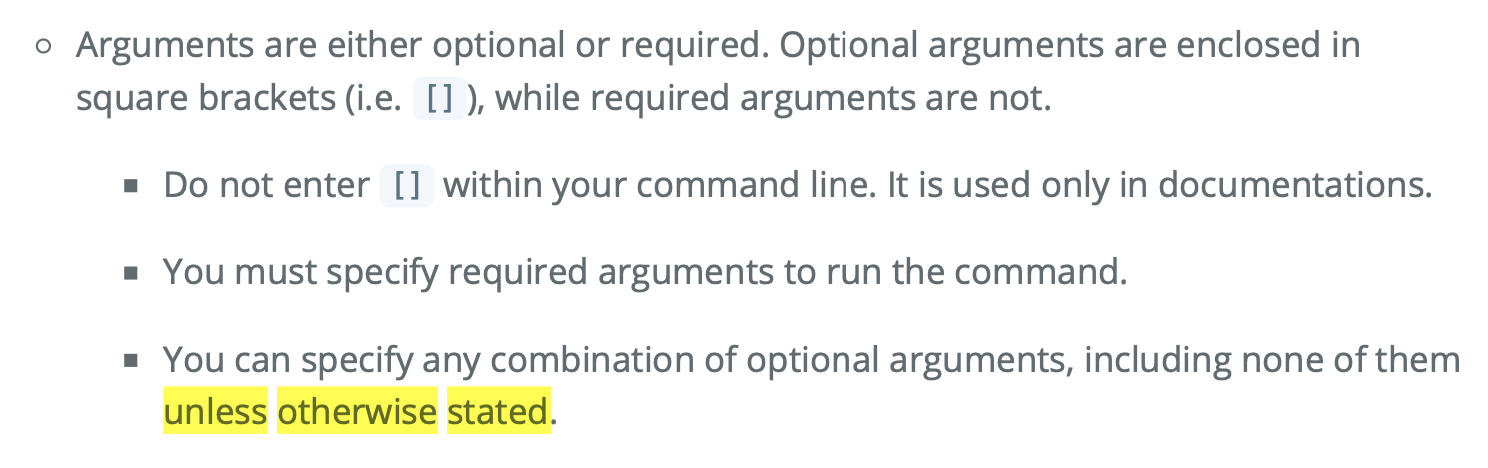 Arguments are either optional or required. Optional arguments are enclosed in
square brackets (i.e. []), while required arguments are not.
Do not enter [] within your command line. It is used only in documentations.
You must specify required arguments to run the command.
You can specify any combination of optional arguments, including none of them
unless otherwise stated.